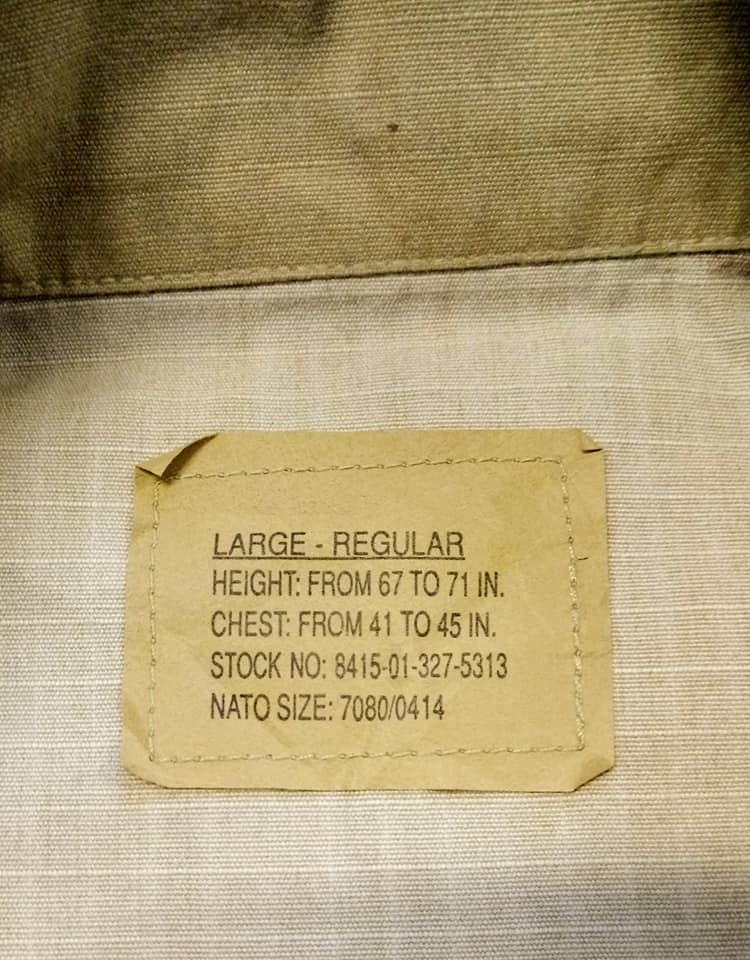 LARGE - REGULAR
HEIGHT: FROM 67 TO 71 IN.
CHEST: FROM 41 TO 45 IN.
STOCK NO: 8415-01-327-5313
NATO SIZE: 7080/0414